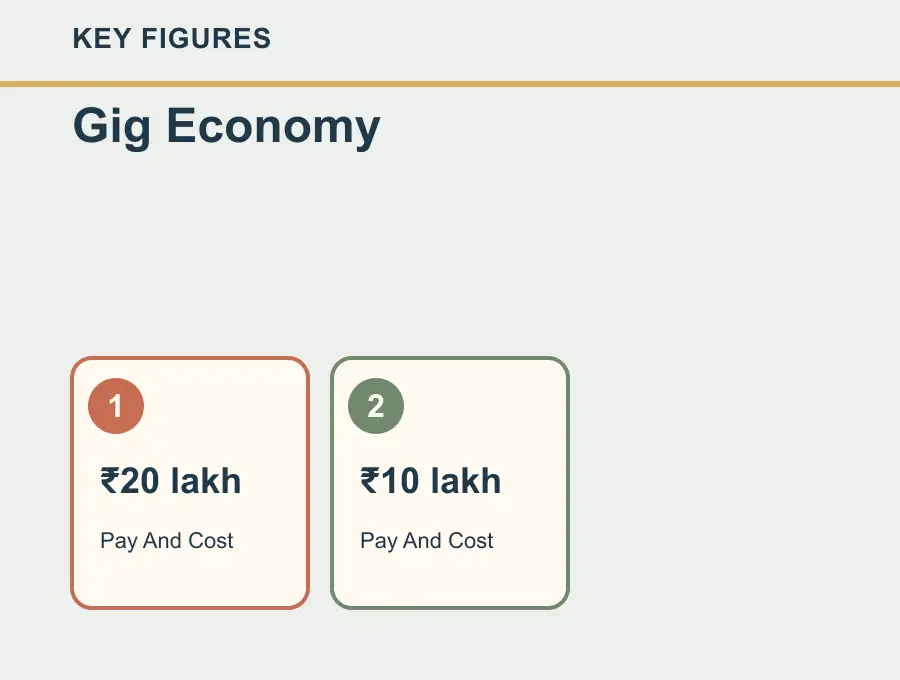 KEY FIGURES
Gig Economy
1
₹20 lakh
Pay And Cost
2
₹10 lakh
Pay And Cost